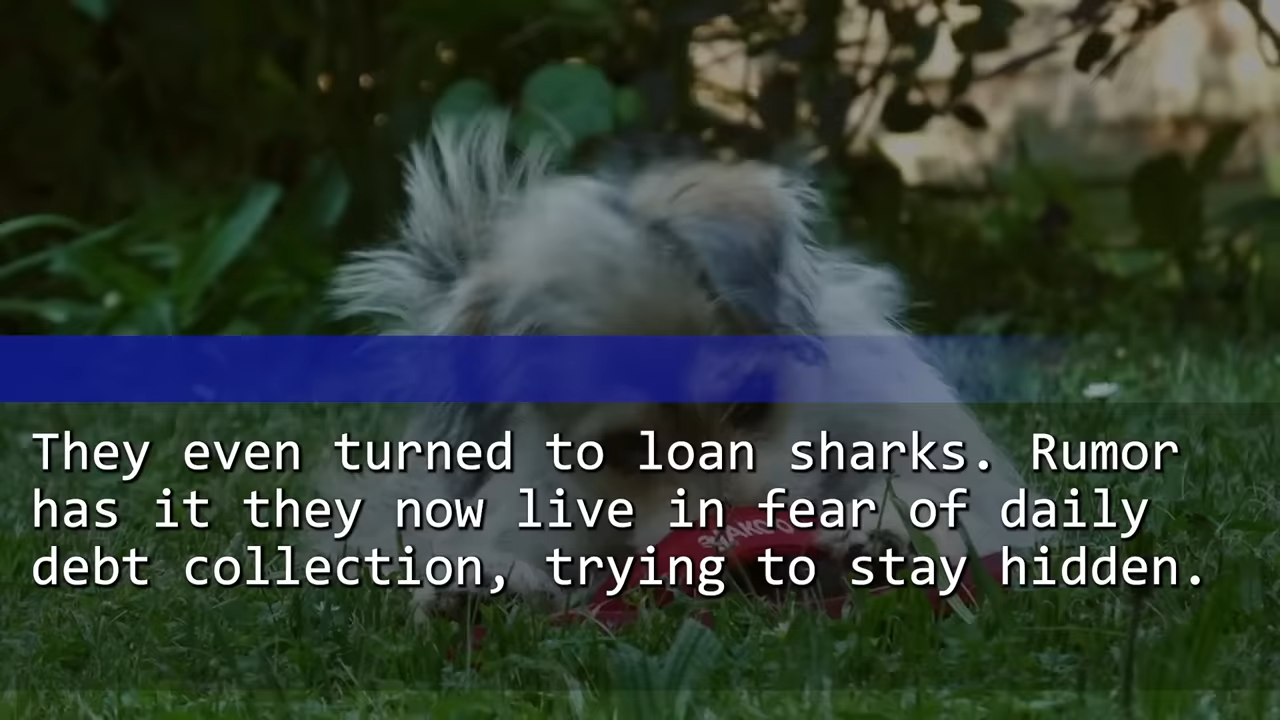 They even turned to loan sharks. Rumor
has it they now live in fear of daily
debt collection, trying to stay hidden.